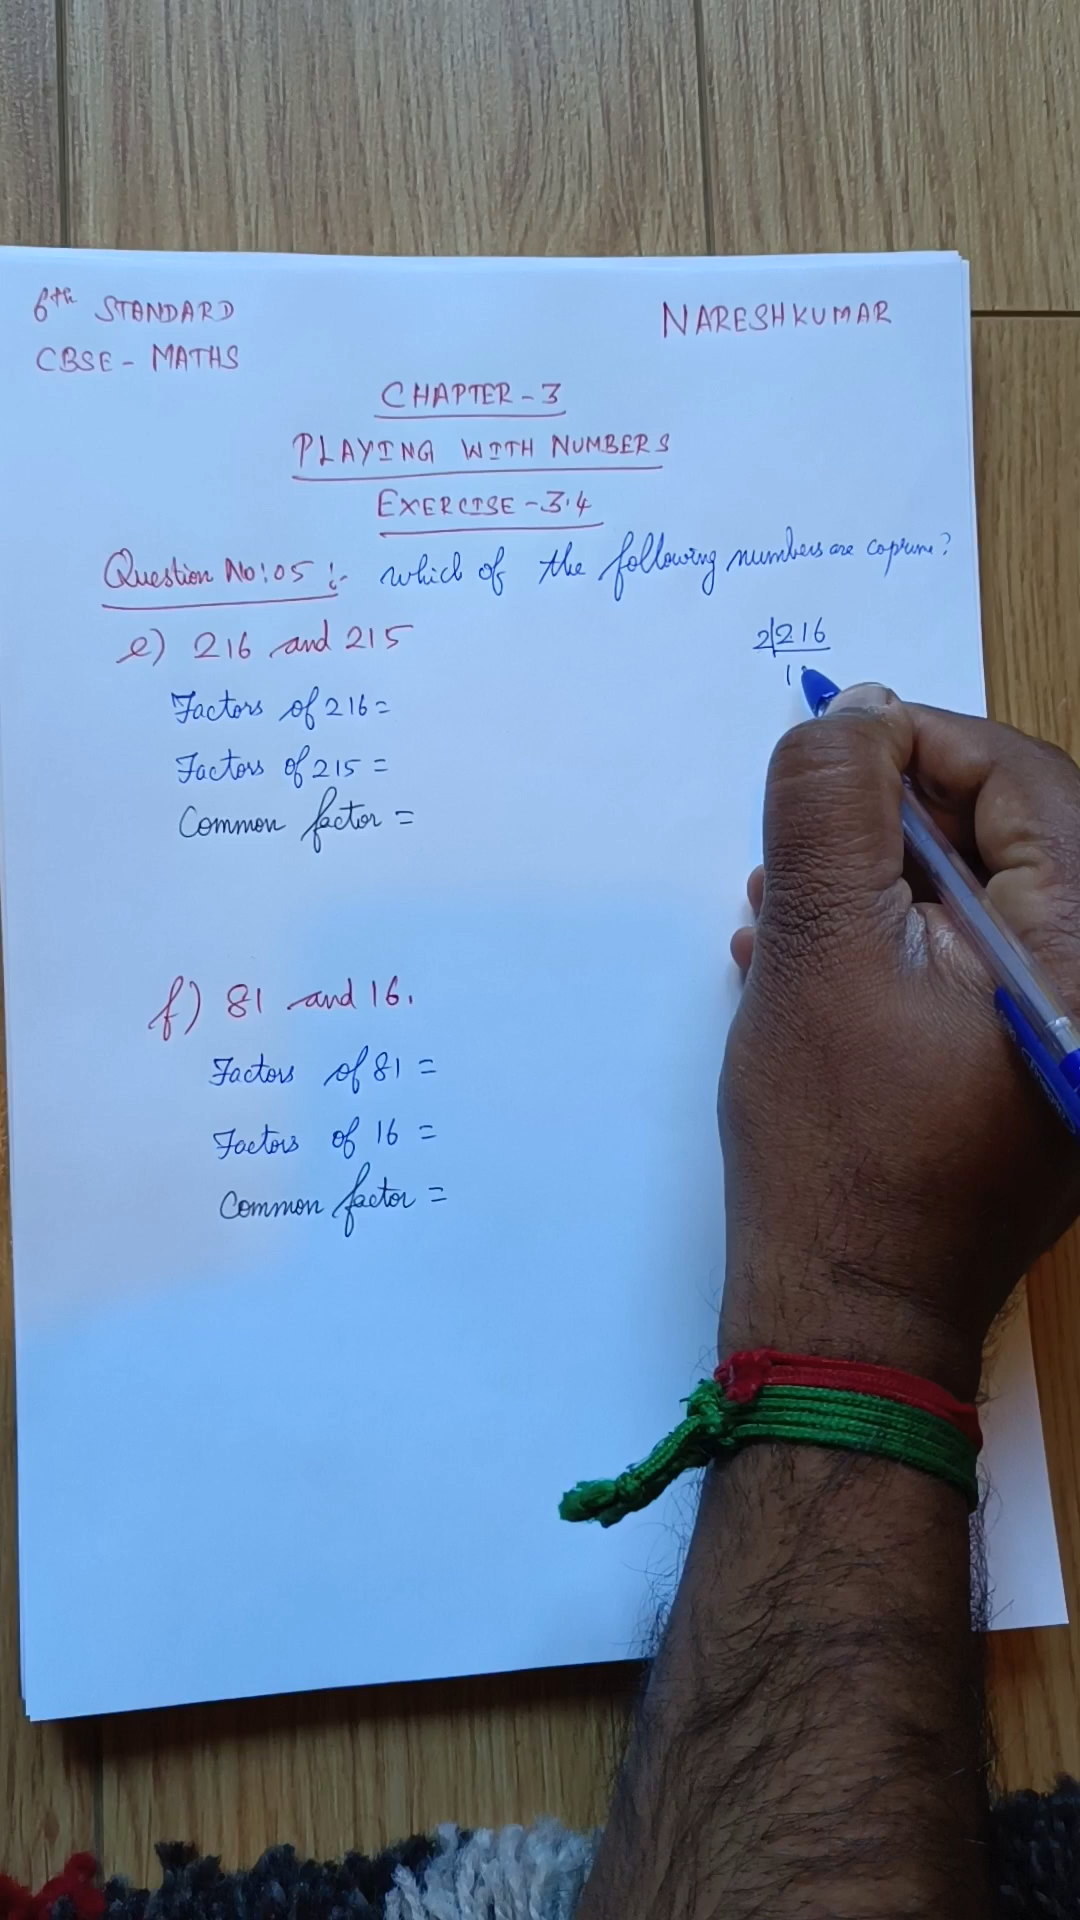 6th STANDARD
NARESHKUMAR
CBSE - MATHS
CHAPTER - 3
PLAYING WITH NUMBERS
EXERCISE - 3.4
Question No: 05 :- which of the following numbers are coprime?
e) 216 and 215
2|216
1
Factors of 216 =
Factors of 215 =
Common factor =
f) 81 and 16.
Factors of 81 =
Factors of 16 =
Common factor =